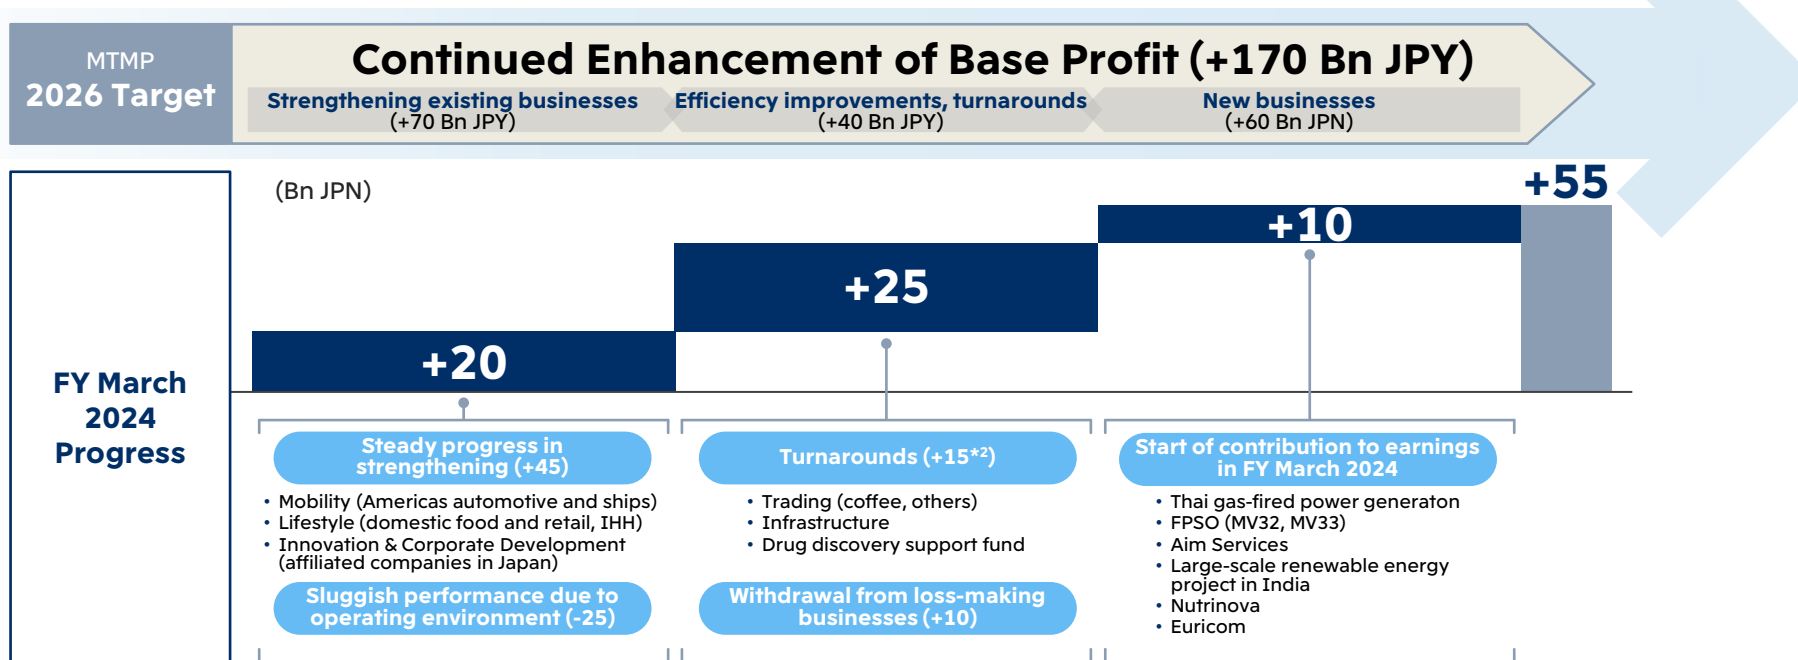 MTMP
2026 Target
Continued Enhancement of Base Profit (+170 Bn JPY)
Strengthening existing businesses
(+70 Bn JPY)
Efficiency improvements, turnarounds
(+40 Bn JPY)
New businesses
(+60 Bn JPN)
FY March
2024
Progress
(Bn JPN)
+20
+25
+10
+55
Steady progress in
strengthening (+45)
• Mobility (Americas automotive and ships)
• Lifestyle (domestic food and retail, IHH)
• Innovation & Corporate Development
(affiliated companies in Japan)
Sluggish performance due to
operating environment (-25)
Turnarounds (+15*2)
• Trading (coffee, others)
• Infrastructure
• Drug discovery support fund
Withdrawal from loss-making
businesses (+10)
Start of contribution to earnings
in FY March 2024
• Thai gas-fired power generaton
• FPSO (MV32, MV33)
• Aim Services
• Large-scale renewable energy
project in India
• Nutrinova
• Euricom